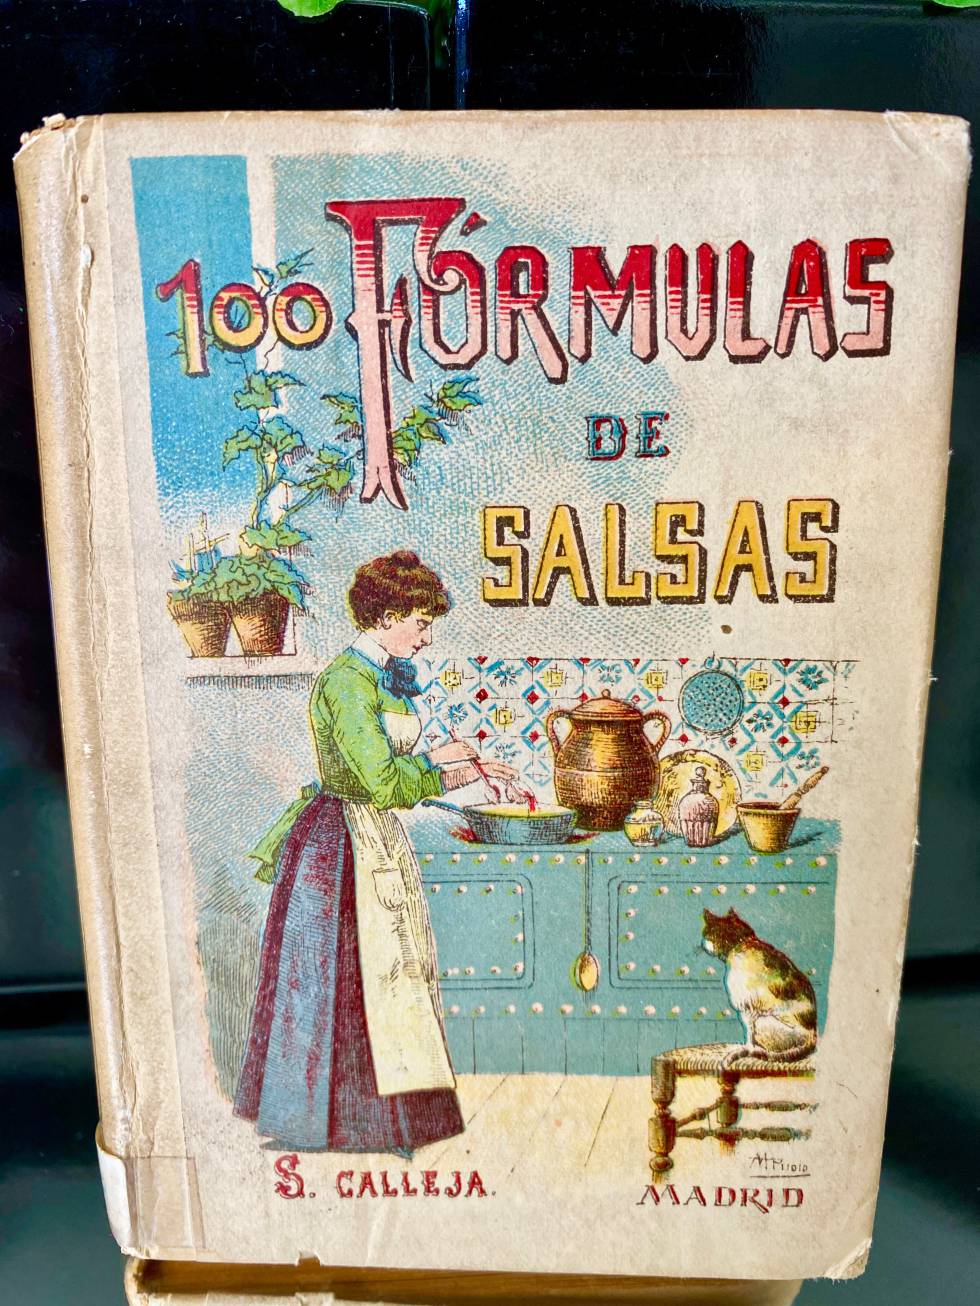 100 FÓRMULAS
DE
SALSAS
S. CALLEJA.
MADRID